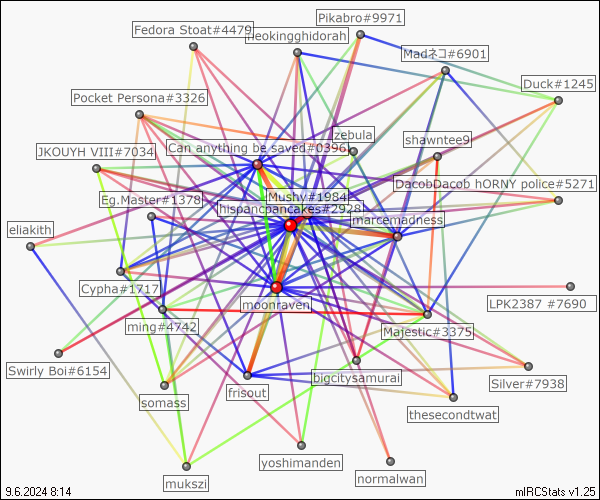 Pikabro#9971
Fedora Stoat#4479
neokingghidorah
Madネコ#6901
Duck#1245
Pocket Persona#3326
zebula
shawntee9
Can anything be saved#0396
JKOUYH VIII#7034
DacobDacob hORNY police#5271
Mushy#1984
Eg.Master#1378
hispancpancakes#2928
marcemadness
eliakith
Cypha#1717
moonraven
LPK2387 #7690
ming#4742
Majestic#3375
Swirly Boi#6154
bigcitysamurai
Silver#7938
somass
frisout
thesecondtwat
yoshimanden
normalwan
mukszi
9.6.2024 8:14
mIRCStats v1.25